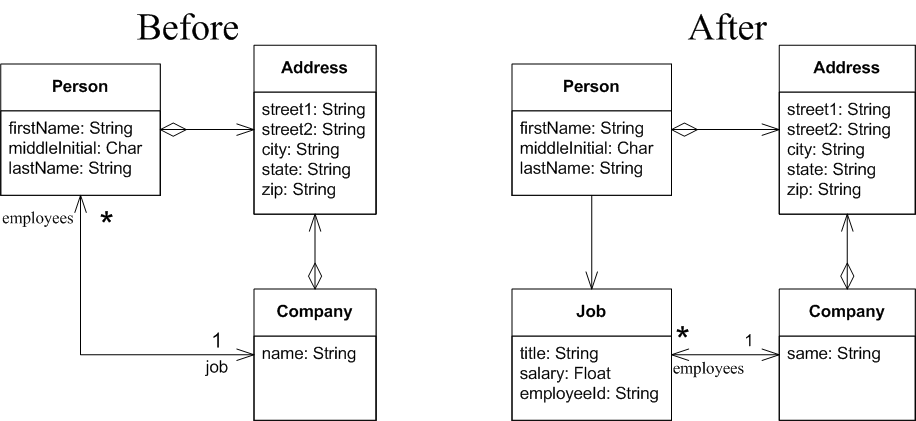 Before
Person
firstName: String
middleInitial: Char
lastName: String
Address
street1: String
street2: String
city: String
state: String
zip: String
employees
*
1
job
Company
name: String
After
Person
firstName: String
middleInitial: Char
lastName: String
Address
street1: String
street2: String
city: String
state: String
zip: String
Job
title: String
salary: Float
employeeId: String
*
employees
1
Company
same: String